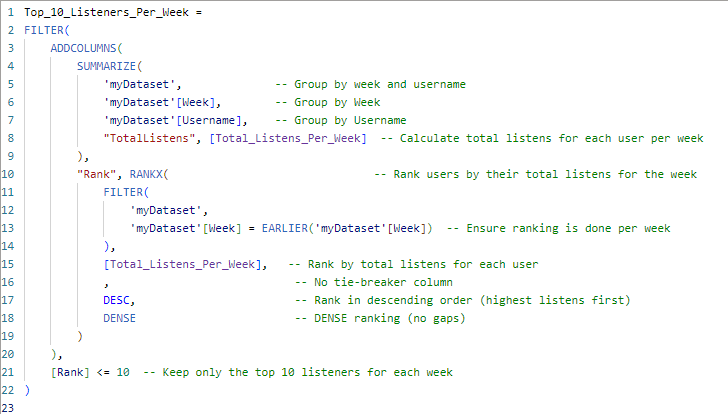 1 Top_10_Listeners_Per_Week =
2 FILTER(
3 ADDCOLUMNS(
4 SUMMARIZE(
5 'myDataset', -- Group by week and username
6 'myDataset'[Week], -- Group by Week
7 'myDataset'[Username], -- Group by Username
8 "TotalListens", [Total_Listens_Per_Week] -- Calculate total listens for each user per week
9 ),
10 "Rank", RANKX( -- Rank users by their total listens for the week
11 FILTER(
12 'myDataset',
13 'myDataset'[Week] = EARLIER('myDataset'[Week]) -- Ensure ranking is done per week
14 ),
15 [Total_Listens_Per_Week], -- Rank by total listens for each user
16 , -- No tie-breaker column
17 DESC, -- Rank in descending order (highest listens first)
18 DENSE -- DENSE ranking (no gaps)
19 )
20 ),
21 [Rank] <= 10 -- Keep only the top 10 listeners for each week
22 )
23